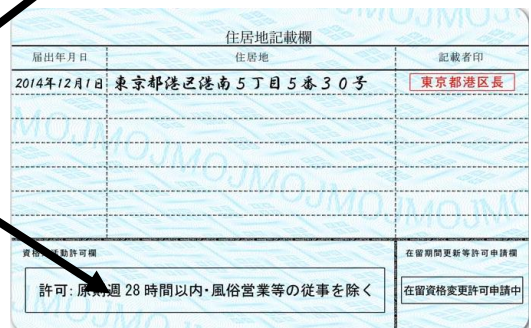 住居地記載欄
届出年月日 住居地 記載者印
2014年12月1日 東京都港区港南5丁目5番30号 東京都港区長
MOJMOJMOJMOJMOJ
資格 活動許可欄
許可: 原則週28時間以内・風俗営業等の従事を除く
在留期間更新等許可申請欄
在留資格変更許可申請中